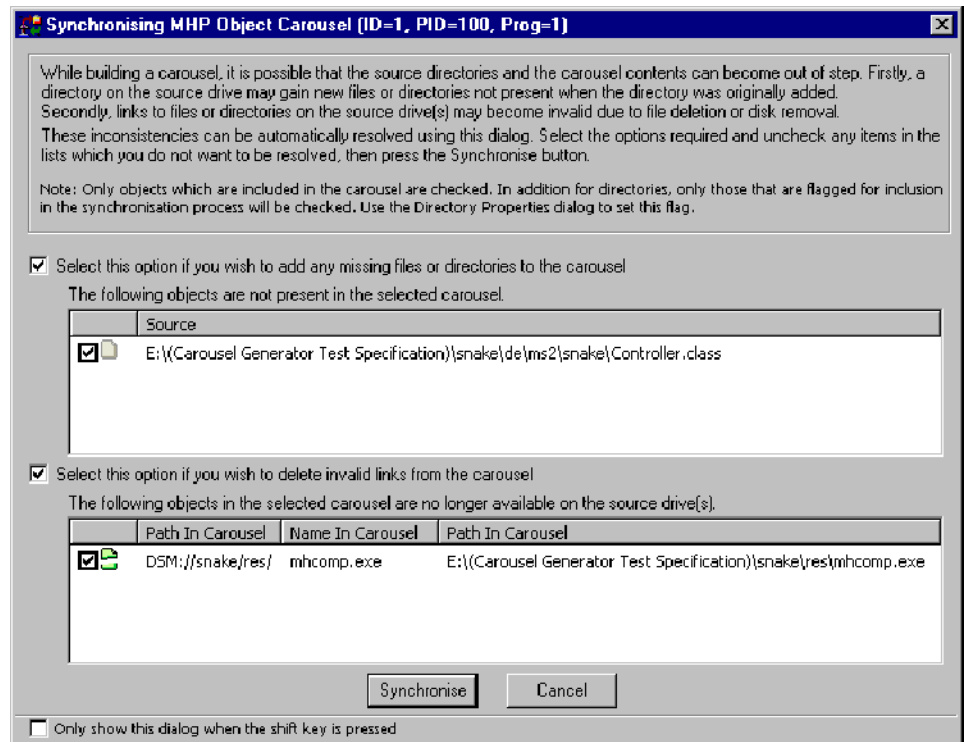 Synchronising MHP Object Carousel (ID=1, PID=100, Prog=1)
While building a carousel, it is possible that the source directories and the carousel contents can become out of step. Firstly, a
directory on the source drive may gain new files or directories not present when the directory was originally added.
Secondly, links to files or directories on the source drive(s) may become invalid due to file deletion or disk removal.
These inconsistencies can be automatically resolved using this dialog. Select the options required and uncheck any items in the
lists which you do not want to be resolved, then press the Synchronise button.
Note: Only objects which are included in the carousel are checked. In addition for directories, only those that are flagged for inclusion
in the synchronisation process will be checked. Use the Directory Properties dialog to set this flag.
Select this option if you wish to add any missing files or directories to the carousel
The following objects are not present in the selected carousel.
Source
E:\(Carousel Generator Test Specification)\snake\de\ms2\snake\Controller.class
Select this option if you wish to delete invalid links from the carousel
The following objects in the selected carousel are no longer available on the source drive(s).
Path In Carousel Name In Carousel Path In Carousel
DSM://snake/res/ mhcomp.exe E:\(Carousel Generator Test Specification)\snake\res\mhcomp.exe
Synchronise Cancel
Only show this dialog when the shift key is pressed